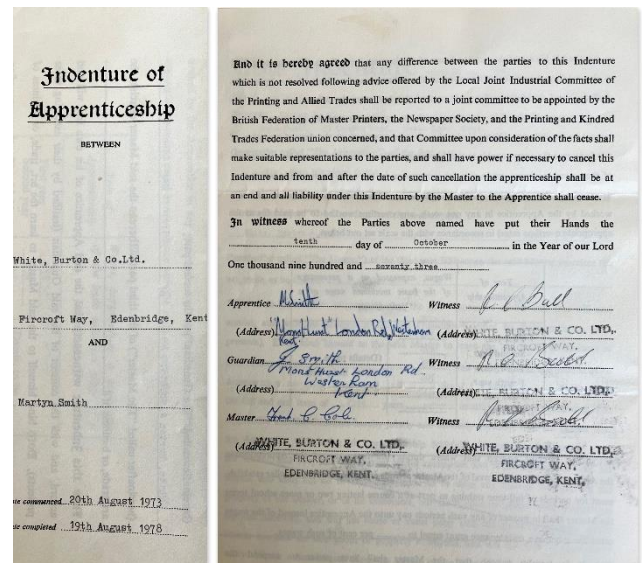 Indenture of
Apprenticeship
BETWEEN
White, Burton & Co.Ltd.
Fircroft Way, Edenbridge, Kent
AND
Martyn Smith
commenced 20th August 1973
completed 19th August 1978
And it is hereby agreed that any difference between the parties to this Indenture
which is not resolved following advice offered by the Local Joint Industrial Committee of
the Printing and Allied Trades shall be reported to a joint committee to be appointed by the
British Federation of Master Printers, the Newspaper Society, and the Printing and Kindred
Trades Federation union concerned, and that Committee upon consideration of the facts shall
make suitable representations to the parties, and shall have power if necessary to cancel this
Indenture and from and after the date of such cancellation the apprenticeship shall be at
an end and all liability under this Indenture by the Master to the Apprentice shall cease.
In witness whereof the Parties above named have put their Hands the
tenth day of October in the Year of our Lord
One thousand nine hundred and seventy three
Apprentice M Smith Witness
(Address) London Rd, Westerham (Address) WHITE, BURTON & CO. LTD.,
Kent. FIRCROFT WAY,
Guardian J. Smith Witness
London Rd.
(Address) Westerham (Address) WHITE, BURTON & CO. LTD.,
Kent.
Master Witness
(Address) WHITE, BURTON & CO. LTD., (Address) WHITE, BURTON & CO. LTD.,
FIRCROFT WAY, FIRCROFT WAY,
EDENBRIDGE, KENT. EDENBRIDGE, KENT.